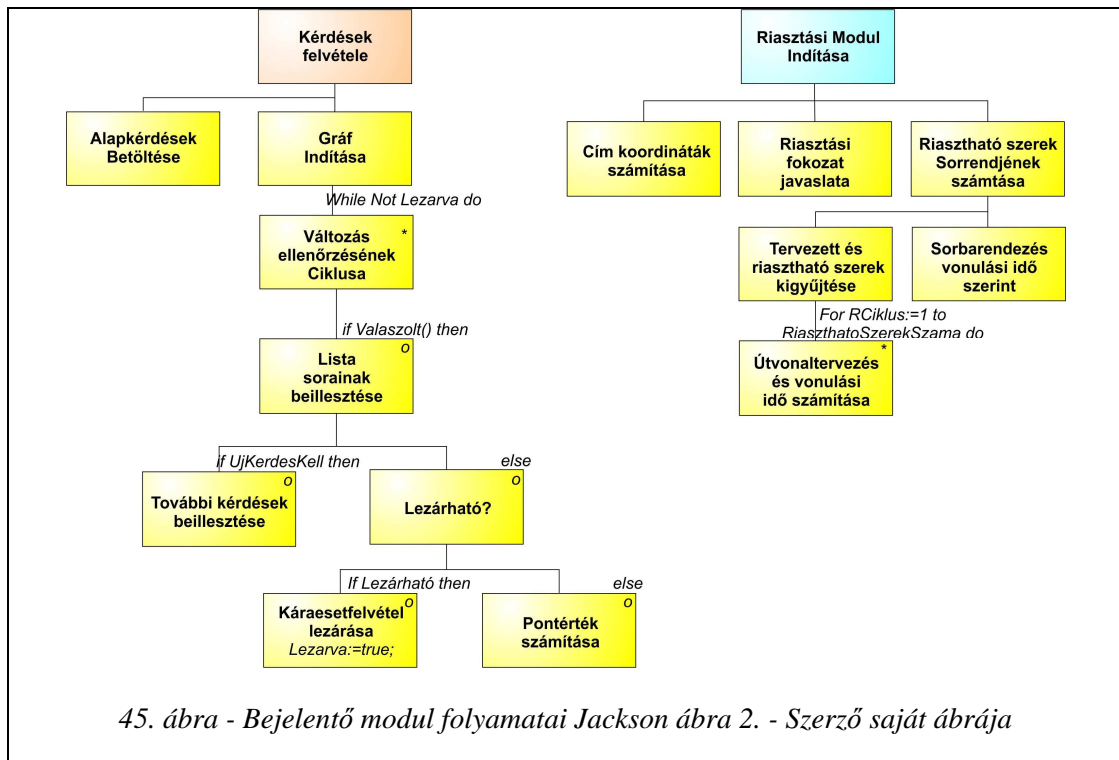 Kérdések
felvétele
Alapkérdések
Betöltése
Gráf
Indítása
While Not Lezarva do
Változás
ellenőrzésének
Ciklusa
*
if Valaszolt() then
o
Lista
sorainak
beillesztése
if UjKerdesKell then
o
További kérdések
beillesztése
else
o
Lezárható?
If Lezárható then
o
Káraesetfelvétel
lezárása
Lezarva:=true;
else
o
Pontérték
számítása
Riasztási Modul
Indítása
Cím koordináták
számítása
Riasztási
fokozat
javaslata
Riasztható szerek
Sorrendjének
számtása
Tervezett és
riasztható szerek
kigyűjtése
Sorbarendezés
vonulási idő
szerint
For RCiklus:=1 to
RiaszthatoSzerekSzama do
*
Útvonaltervezés
és vonulási
idő számítása
45. ábra - Bejelentő modul folyamatai Jackson ábra 2. - Szerző saját ábrája